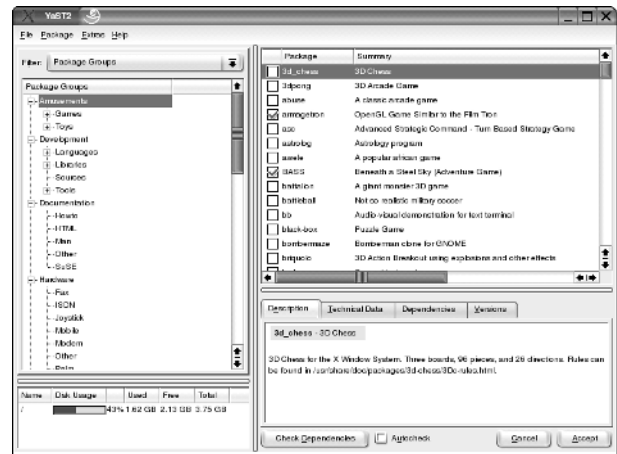 YaST2
File Package Extras Help
Filter: Package Groups
Package Groups
Amusements
Games
Toys
Development
Languages
Libraries
Sources
Tools
Documentation
Howto
HTML
Man
Other
SuSE
Hardware
Fax
ISDN
Joystick
Mobile
Modem
Other
Palm
Name Disk Usage Used Free Total
/ 43% 1.62 GB 2.13 GB 3.75 GB
Package Summary
3d_chess 3D Chess
3dpong 3D Arcade Game
abuse A classic arcade game
armagetron OpenGL Game Similar to the Film Tron
asc Advanced Strategic Command - Turn Based Strategy Game
astrolog Astrology program
awele A popular african game
BASS Beneath a Steel Sky (Adventure Game)
battalion A giant monster 3D game
battleball Not so realistic military soccer
bb Audio-visual demonstration for text terminal
black-box Puzzle Game
bombermaze Bomberman clone for GNOME
briquolo 3D Action Breakout using explosions and other effects
Description Technical Data Dependencies Versions
3d_chess - 3D Chess
3D Chess for the X Window System. Three boards, 96 pieces, and 26 directions. Rules can
be found in /usr/share/doc/packages/3d-chess/3Dc-rules.html.
Check Dependencies Autocheck Cancel Accept